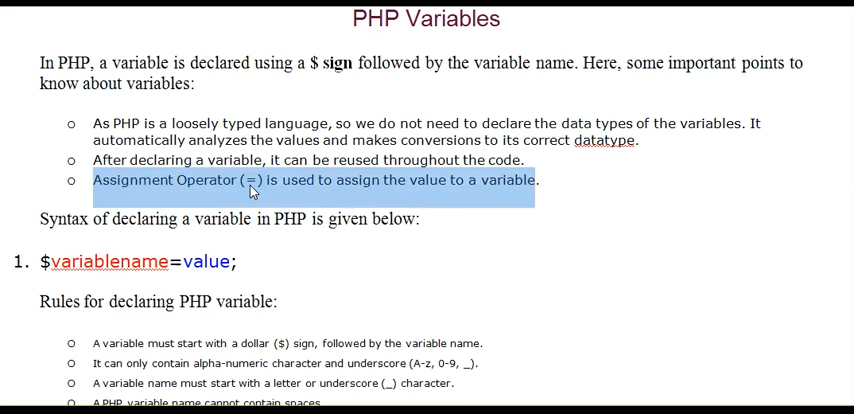 PHP Variables
In PHP, a variable is declared using a $ sign followed by the variable name. Here, some important points to
know about variables:
o As PHP is a loosely typed language, so we do not need to declare the data types of the variables. It
automatically analyzes the values and makes conversions to its correct datatype.
o After declaring a variable, it can be reused throughout the code.
o Assignment Operator (=) is used to assign the value to a variable.
Syntax of declaring a variable in PHP is given below:
1. $variablename=value;
Rules for declaring PHP variable:
o A variable must start with a dollar ($) sign, followed by the variable name.
o It can only contain alpha-numeric character and underscore (A-z, 0-9, _).
o A variable name must start with a letter or underscore (_) character.
o A PHP variable name cannot contain spaces